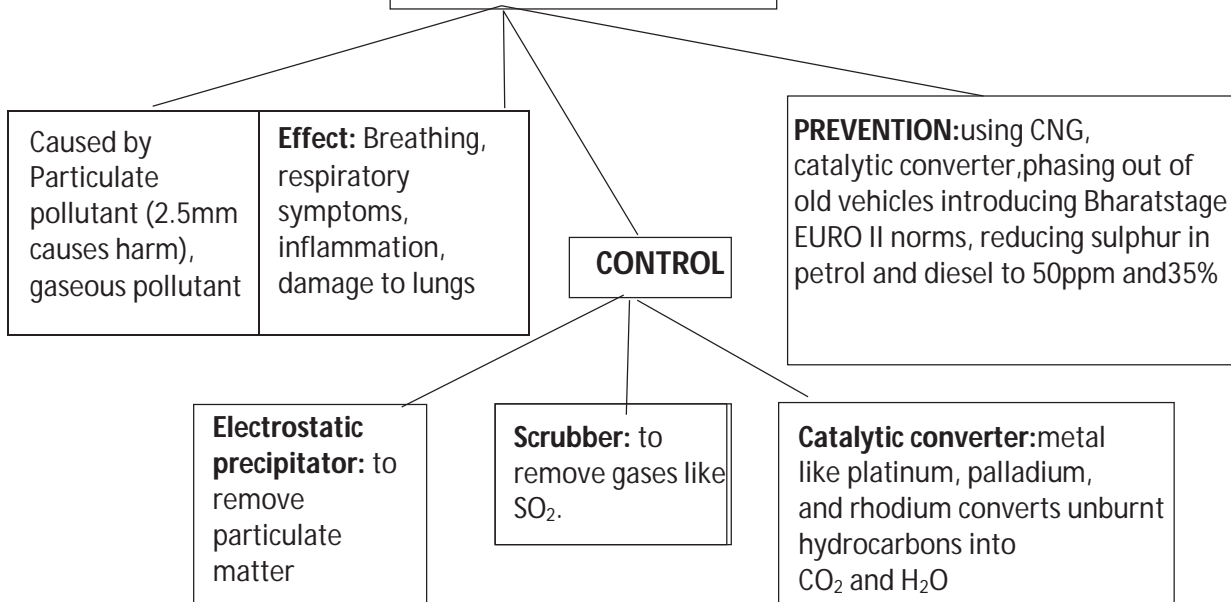 Caused by
Particulate
pollutant (2.5mm
causes harm),
gaseous pollutant
Effect: Breathing,
respiratory
symptoms,
inflammation,
damage to lungs
PREVENTION:using CNG,
catalytic converter,phasing out of
old vehicles introducing Bharatstage
EURO II norms, reducing sulphur in
petrol and diesel to 50ppm and35%
CONTROL
Electrostatic
precipitator: to
remove
particulate
matter
Scrubber: to
remove gases like
SO₂.
Catalytic converter:metal
like platinum, palladium,
and rhodium converts unburnt
hydrocarbons into
CO₂ and H₂O